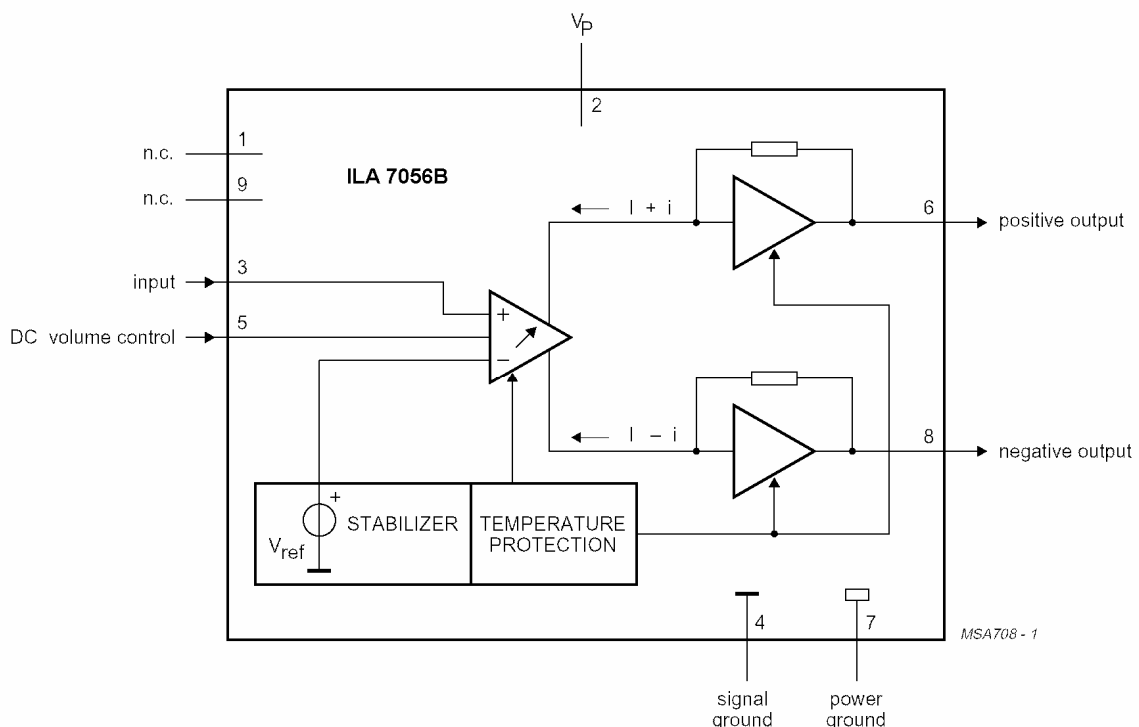 VP
2
1
n.c.
ILA 7056B
9
n.c.
I + i
6
positive output
3
input
+
5
DC volume control
−
I − i
8
negative output
+
STABILIZER
Vref
TEMPERATURE
PROTECTION
4
7
MSA708 - 1
signal
ground
power
ground